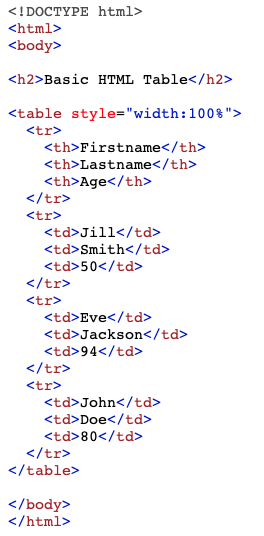 <!DOCTYPE html>
<html>
<body>

<h2>Basic HTML Table</h2>

<table style="width:100%">
  <tr>
    <th>Firstname</th>
    <th>Lastname</th>
    <th>Age</th>
  </tr>
  <tr>
    <td>Jill</td>
    <td>Smith</td>
    <td>50</td>
  </tr>
  <tr>
    <td>Eve</td>
    <td>Jackson</td>
    <td>94</td>
  </tr>
  <tr>
    <td>John</td>
    <td>Doe</td>
    <td>80</td>
  </tr>
</table>

</body>
</html>